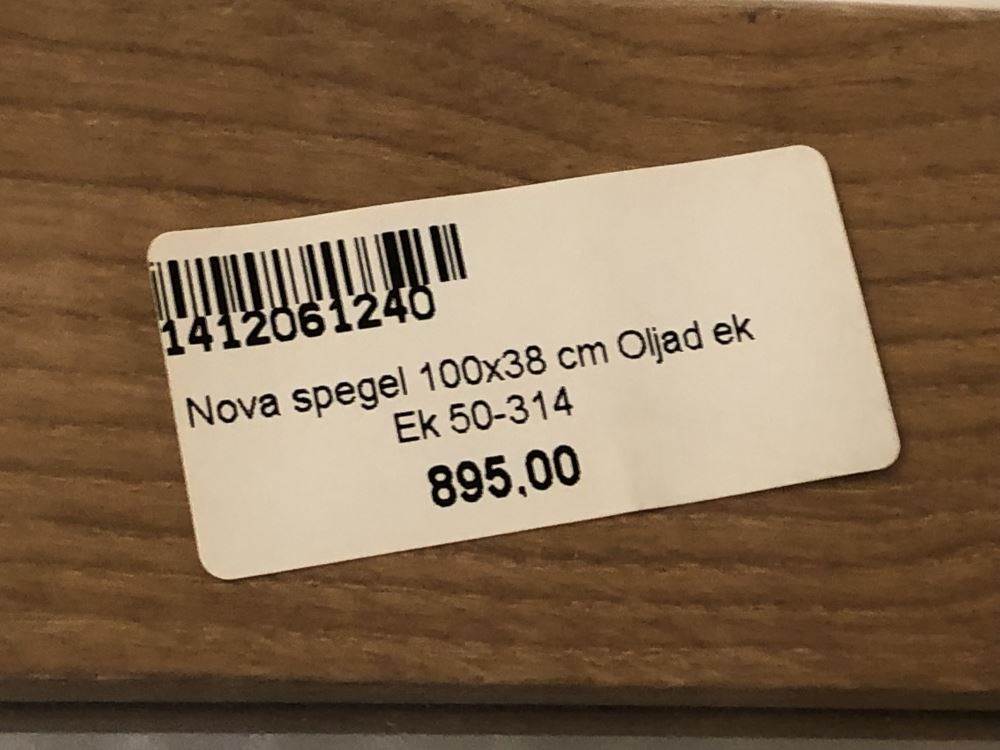 1412061240
Nova spegel 100x38 cm Oljad ek
Ek 50-314
895,00